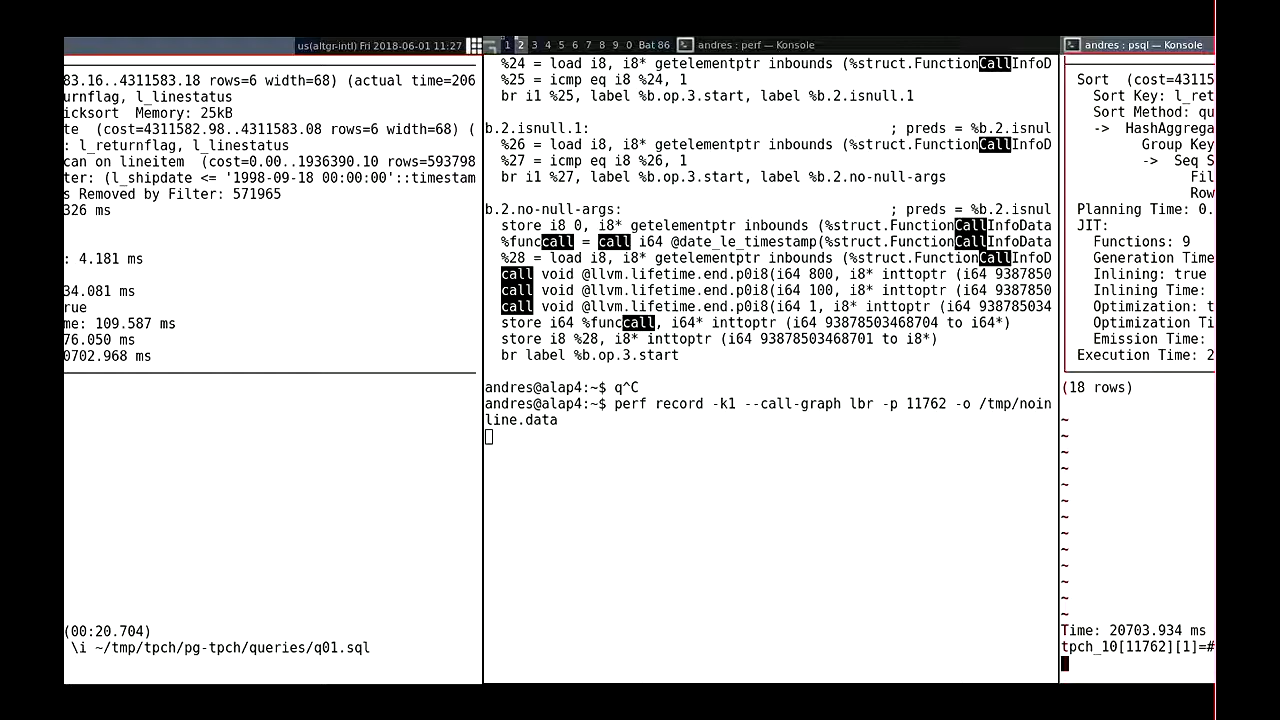 us(altgr-intl) Fri 2018-06-01 11:27
83.16..4311583.18 rows=6 width=68) (actual time=206
urnflag, l_linestatus
icksort  Memory: 25kB
te  (cost=4311582.98..4311583.08 rows=6 width=68) (
: l_returnflag, l_linestatus
can on lineitem  (cost=0.00..1936390.10 rows=593798
ter: (l_shipdate <= '1998-09-18 00:00:00'::timestam
s Removed by Filter: 571965
326 ms
: 4.181 ms
34.081 ms
rue
me: 109.587 ms
76.050 ms
0702.968 ms
(00:20.704)
\i ~/tmp/tpch/pg-tpch/queries/q01.sql
1 2 3 4 5 6 7 8 9 0 Bat 86 andres : perf — Konsole
%24 = load i8, i8* getelementptr inbounds (%struct.FunctionCallInfoD
%25 = icmp eq i8 %24, 1
br i1 %25, label %b.op.3.start, label %b.2.isnull.1
b.2.isnull.1: ; preds = %b.2.isnul
%26 = load i8, i8* getelementptr inbounds (%struct.FunctionCallInfoD
%27 = icmp eq i8 %26, 1
br i1 %27, label %b.op.3.start, label %b.2.no-null-args
b.2.no-null-args: ; preds = %b.2.isnul
store i8 0, i8* getelementptr inbounds (%struct.FunctionCallInfoData
%funccall = call i64 @date_le_timestamp(%struct.FunctionCallInfoData
%28 = load i8, i8* getelementptr inbounds (%struct.FunctionCallInfoD
call void @llvm.lifetime.end.p0i8(i64 800, i8* inttoptr (i64 9387850
call void @llvm.lifetime.end.p0i8(i64 100, i8* inttoptr (i64 9387850
call void @llvm.lifetime.end.p0i8(i64 1, i8* inttoptr (i64 938785034
store i64 %funccall, i64* inttoptr (i64 93878503468704 to i64*)
store i8 %28, i8* inttoptr (i64 93878503468701 to i8*)
br label %b.op.3.start
andres@alap4:~$ q^C
andres@alap4:~$ perf record -k1 --call-graph lbr -p 11762 -o /tmp/noin
line.data
andres : psql — Konsole
Sort  (cost=43115
Sort Key: l_ret
Sort Method: qu
->  HashAggrega
Group Key
->  Seq S
Fil
Row
Planning Time: 0.
JIT:
Functions: 9
Generation Time
Inlining: true
Inlining Time:
Optimization: t
Optimization Ti
Emission Time:
Execution Time: 2
(18 rows)
~
~
~
~
~
~
~
~
~
~
~
~
~
Time: 20703.934 ms
tpch_10[11762][1]=#